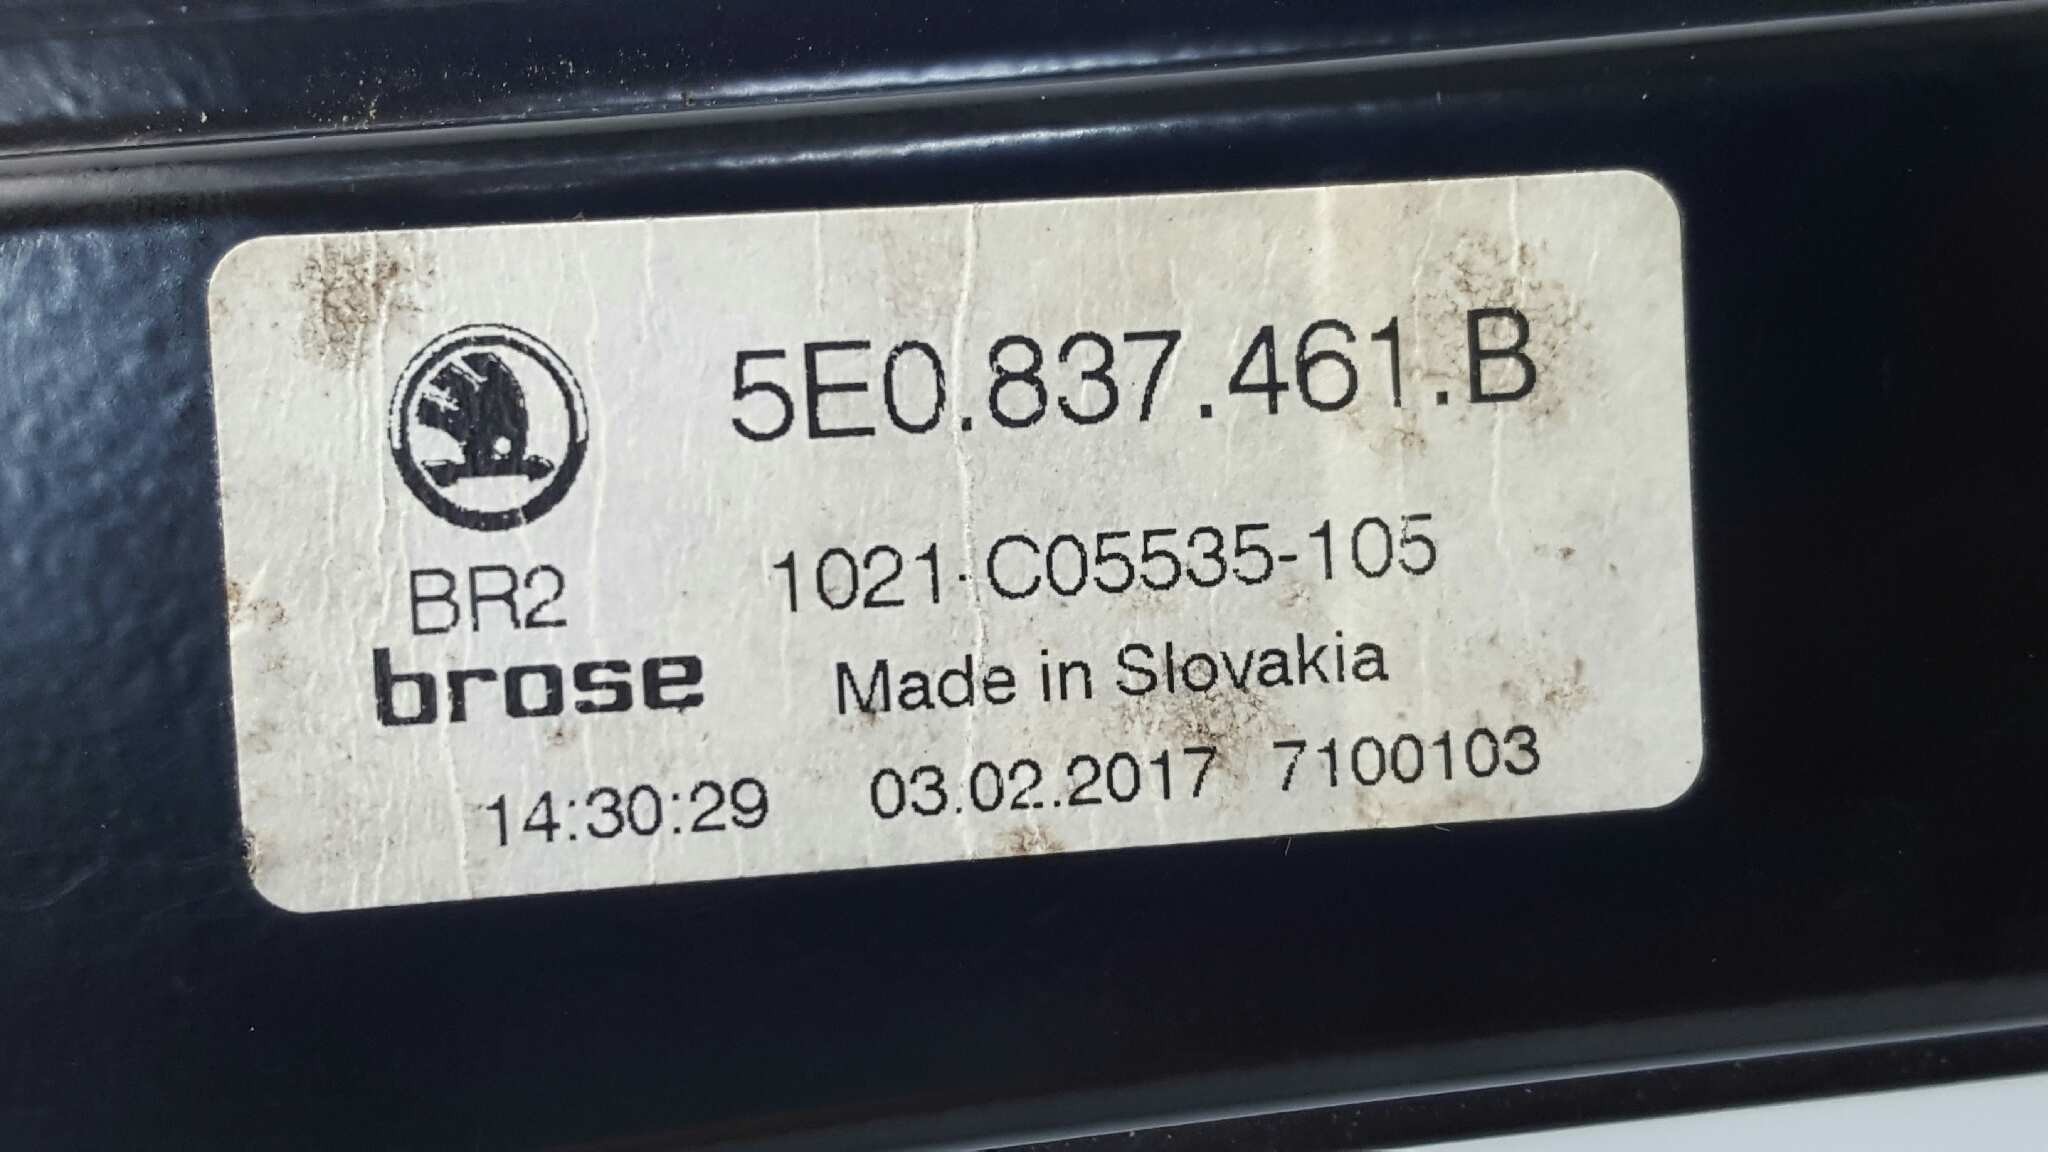 5E0.837.461.B
BR2 1021-C05535-105
brose Made in Slovakia
14:30:29 03.02.2017 7100103